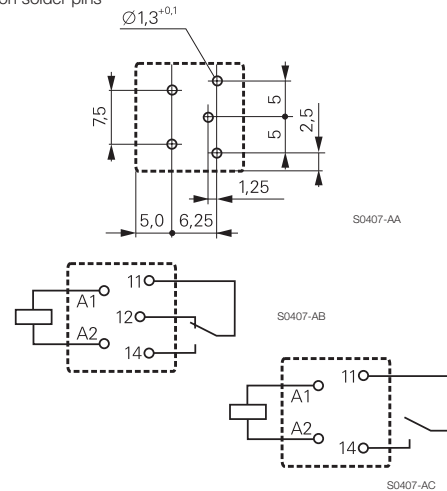 on solder pins
Ø1,3+0,1
7,5
5
5
2,5
1,25
5,0 6,25
S0407-AA
11
A1
12
S0407-AB
A2
14
11
A1
A2
14
S0407-AC